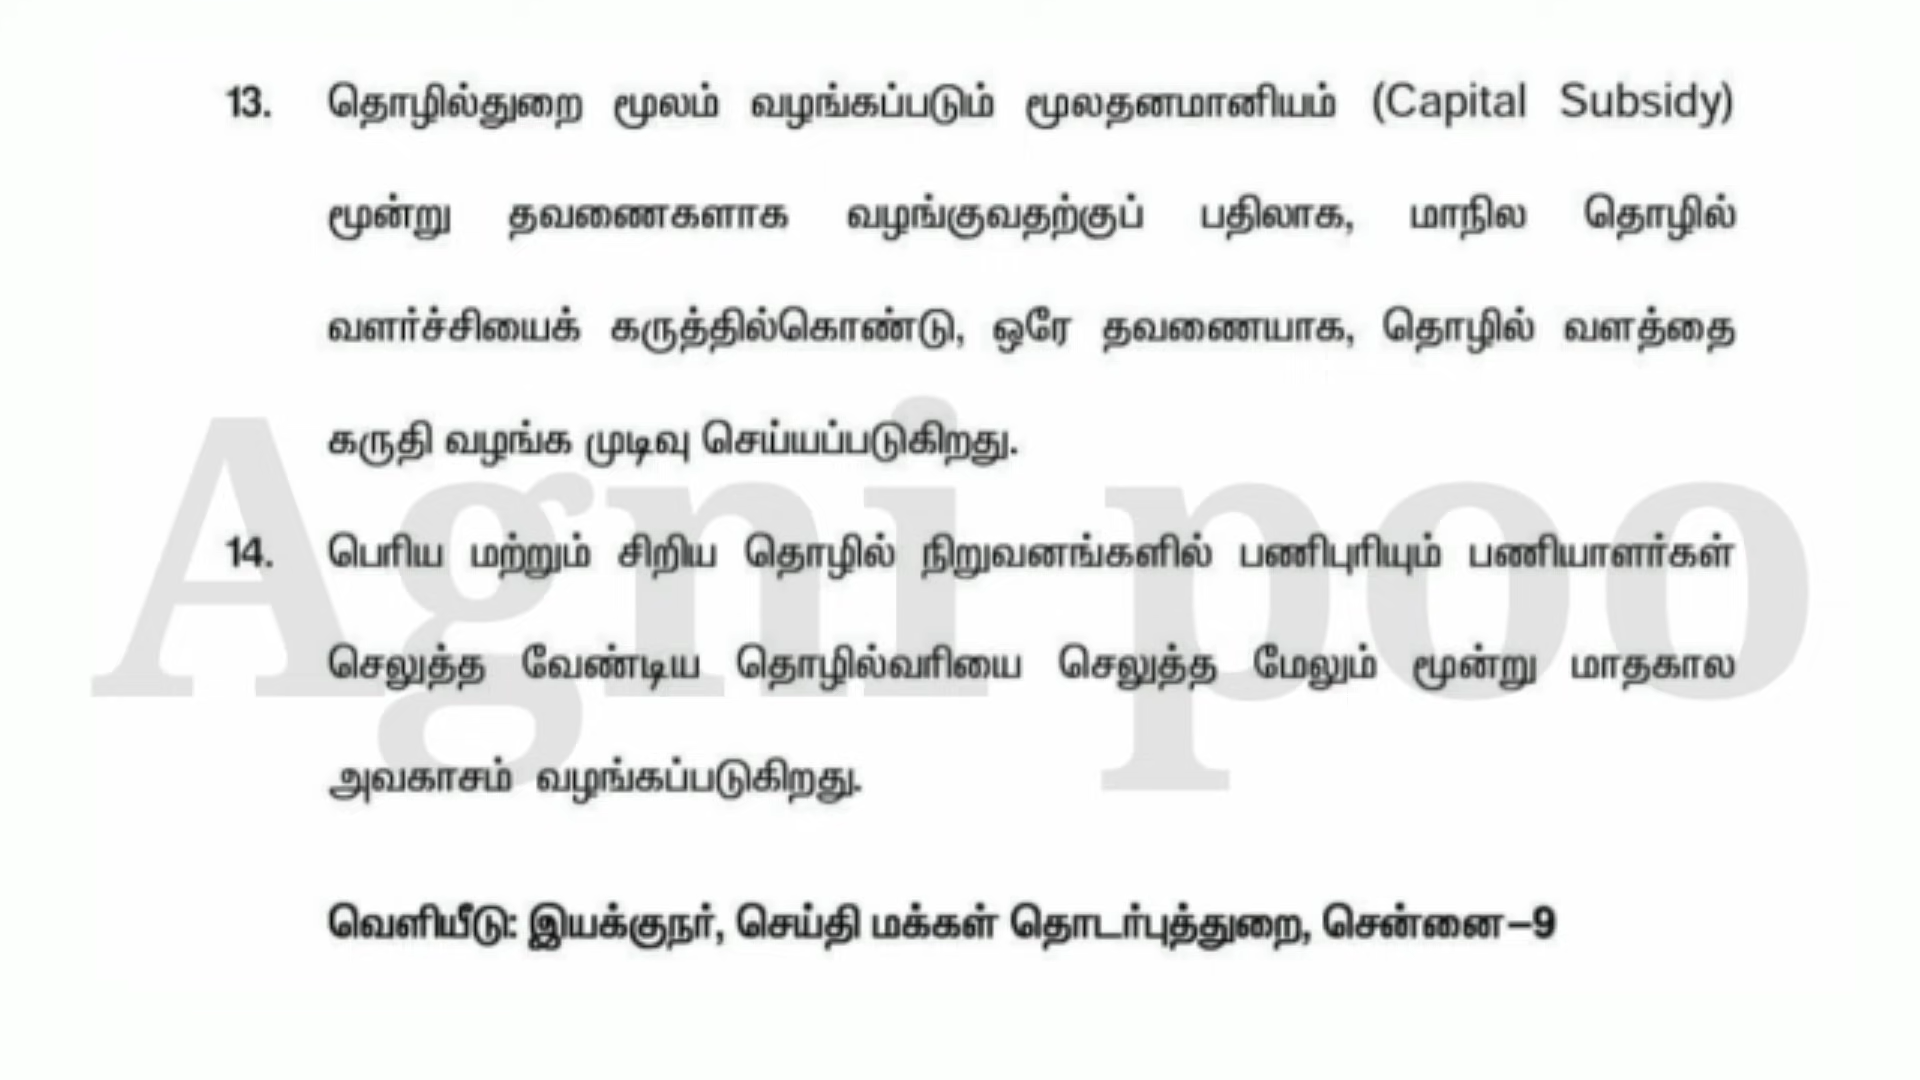 13. தொழில்துறை மூலம் வழங்கப்படும் மூலதனமானியம் (Capital Subsidy)
மூன்று தவணைகளாக வழங்குவதற்குப் பதிலாக, மாநில தொழில்
வளர்ச்சியைக் கருத்தில்கொண்டு, ஒரே தவணையாக, தொழில் வளத்தை
கருதி வழங்க முடிவு செய்யப்படுகிறது.
14. பெரிய மற்றும் சிறிய தொழில் நிறுவனங்களில் பணிபுரியும் பணியாளர்கள்
செலுத்த வேண்டிய தொழில்வரியை செலுத்த மேலும் மூன்று மாதகால
அவகாசம் வழங்கப்படுகிறது.
வெளியீடு: இயக்குநர், செய்தி மக்கள் தொடர்புத்துறை, சென்னை–9
Agni poo